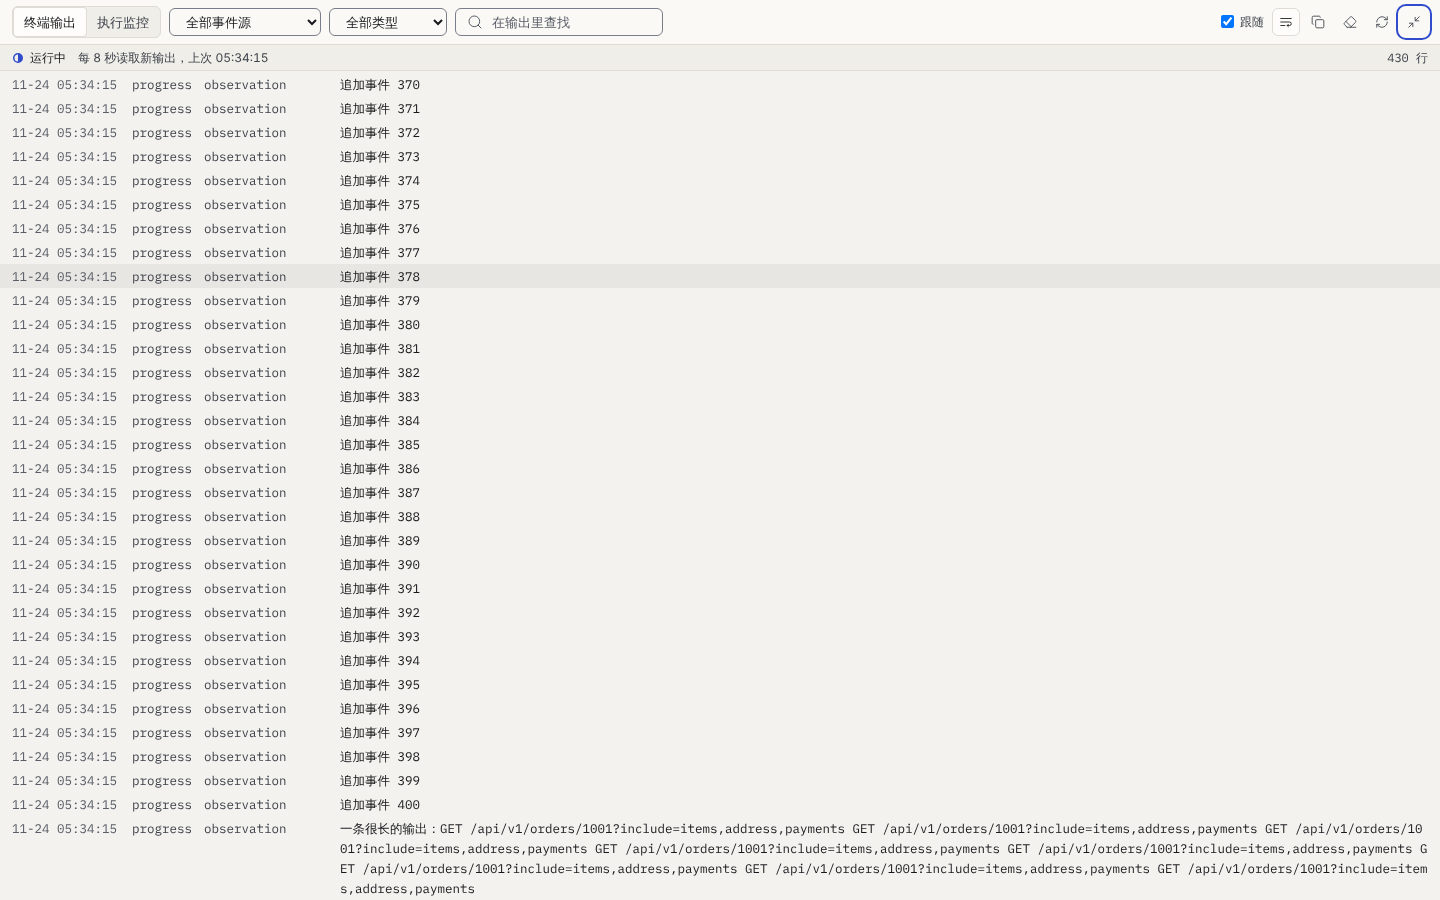 终端输出 执行监控 全部事件源 全部类型 在输出里查找 跟随
运行中 每 8 秒读取新输出，上次 05:34:15 430 行
11-24 05:34:15 progress observation 追加事件 370
11-24 05:34:15 progress observation 追加事件 371
11-24 05:34:15 progress observation 追加事件 372
11-24 05:34:15 progress observation 追加事件 373
11-24 05:34:15 progress observation 追加事件 374
11-24 05:34:15 progress observation 追加事件 375
11-24 05:34:15 progress observation 追加事件 376
11-24 05:34:15 progress observation 追加事件 377
11-24 05:34:15 progress observation 追加事件 378
11-24 05:34:15 progress observation 追加事件 379
11-24 05:34:15 progress observation 追加事件 380
11-24 05:34:15 progress observation 追加事件 381
11-24 05:34:15 progress observation 追加事件 382
11-24 05:34:15 progress observation 追加事件 383
11-24 05:34:15 progress observation 追加事件 384
11-24 05:34:15 progress observation 追加事件 385
11-24 05:34:15 progress observation 追加事件 386
11-24 05:34:15 progress observation 追加事件 387
11-24 05:34:15 progress observation 追加事件 388
11-24 05:34:15 progress observation 追加事件 389
11-24 05:34:15 progress observation 追加事件 390
11-24 05:34:15 progress observation 追加事件 391
11-24 05:34:15 progress observation 追加事件 392
11-24 05:34:15 progress observation 追加事件 393
11-24 05:34:15 progress observation 追加事件 394
11-24 05:34:15 progress observation 追加事件 395
11-24 05:34:15 progress observation 追加事件 396
11-24 05:34:15 progress observation 追加事件 397
11-24 05:34:15 progress observation 追加事件 398
11-24 05:34:15 progress observation 追加事件 399
11-24 05:34:15 progress observation 追加事件 400
11-24 05:34:15 progress observation 一条很长的输出：GET /api/v1/orders/1001?include=items,address,payments GET /api/v1/orders/1001?include=items,address,payments GET /api/v1/orders/10
01?include=items,address,payments GET /api/v1/orders/1001?include=items,address,payments GET /api/v1/orders/1001?include=items,address,payments G
ET /api/v1/orders/1001?include=items,address,payments GET /api/v1/orders/1001?include=items,address,payments GET /api/v1/orders/1001?include=item
s,address,payments